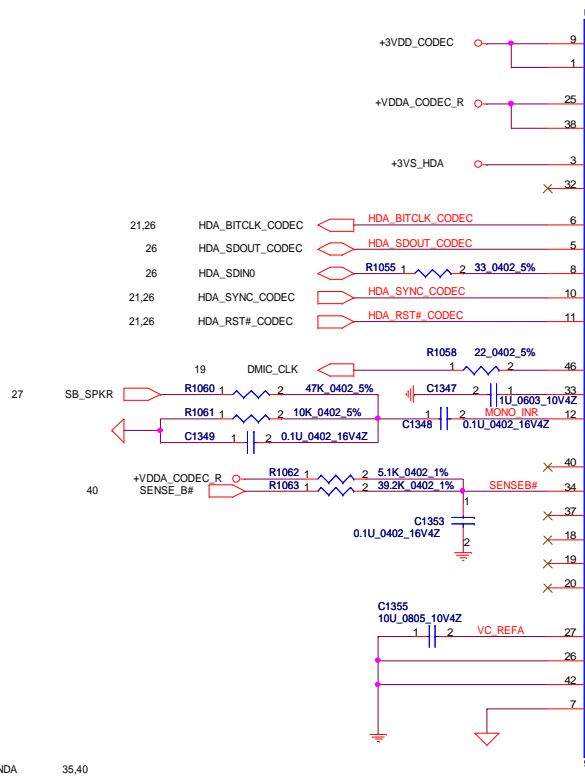 +3VDD_CODEC 9
1
+VDDA_CODEC_R 25
38
+3VS_HDA 3
32
21,26 HDA_BITCLK_CODEC HDA_BITCLK_CODEC 6
26 HDA_SDOUT_CODEC HDA_SDOUT_CODEC 5
26 HDA_SDIN0 R1055 1 2 33_0402_5% 8
21,26 HDA_SYNC_CODEC HDA_SYNC_CODEC 10
21,26 HDA_RST#_CODEC HDA_RST#_CODEC 11
R1058 22_0402_5%
19 DMIC_CLK 1 2 46
27 SB_SPKR R1060 1 2 47K_0402_5% C1347 2 1 33
1U_0603_10V4Z
R1061 1 2 10K_0402_5% 1 2 MONO_INR 12
C1348 0.1U_0402_16V4Z
C1349 1 2 0.1U_0402_16V4Z
40
+VDDA_CODEC_R R1062 1 2 5.1K_0402_1%
40 SENSE_B# R1063 1 2 39.2K_0402_1% SENSEB# 34
1
37
C1353
0.1U_0402_16V4Z
2
18
19
20
C1355
10U_0805_10V4Z
1 2 VC_REFA 27
26
42
7
NDA 35,40